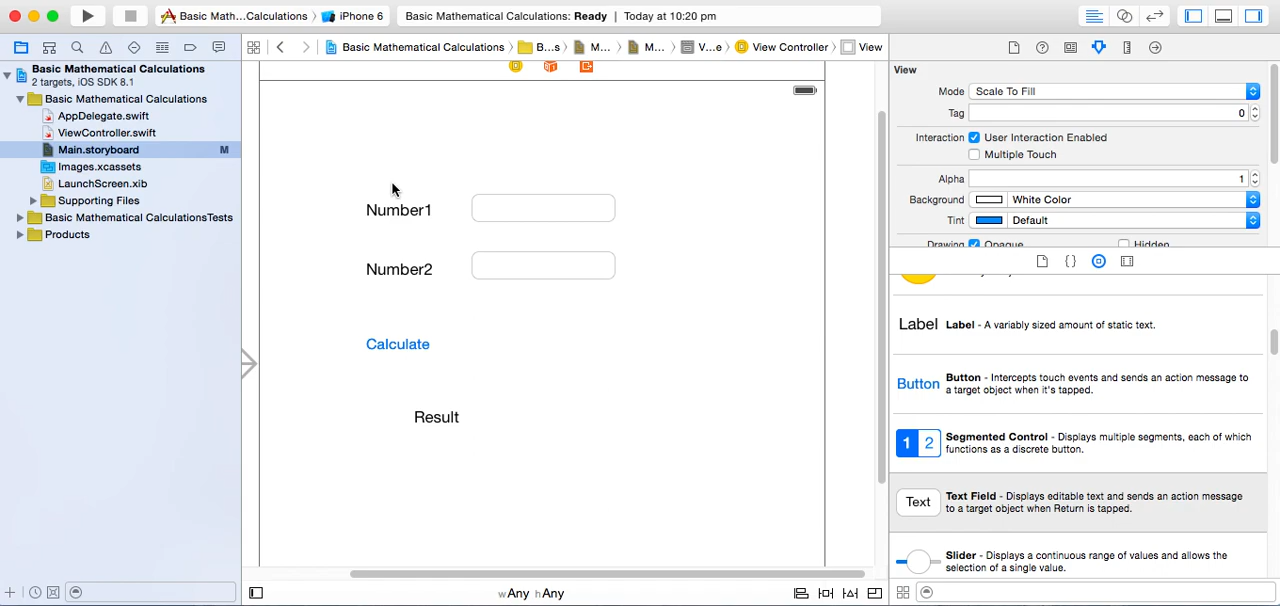 Basic Math...Calculations
iPhone 6
Basic Mathematical Calculations: Ready | Today at 10:20 pm
Basic Mathematical Calculations
2 targets, iOS SDK 8.1
Basic Mathematical Calculations
AppDelegate.swift
ViewController.swift
Main.storyboard M
Images.xcassets
LaunchScreen.xib
Supporting Files
Basic Mathematical CalculationsTests
Products
Basic Mathematical Calculations
B...s
M...
M...
V...e
View Controller
View
Number1
Number2
Calculate
Result
wAny hAny
View
Mode Scale To Fill
Tag 0
Interaction User Interaction Enabled
Multiple Touch
Alpha 1
Background White Color
Tint Default
Drawing Opaque Hidden
Label Label - A variably sized amount of static text.
Button Button - Intercepts touch events and sends an action message to
a target object when it's tapped.
1 2 Segmented Control - Displays multiple segments, each of which
functions as a discrete button.
Text Text Field - Displays editable text and sends an action message
to a target object when Return is tapped.
Slider - Displays a continuous range of values and allows the
selection of a single value.